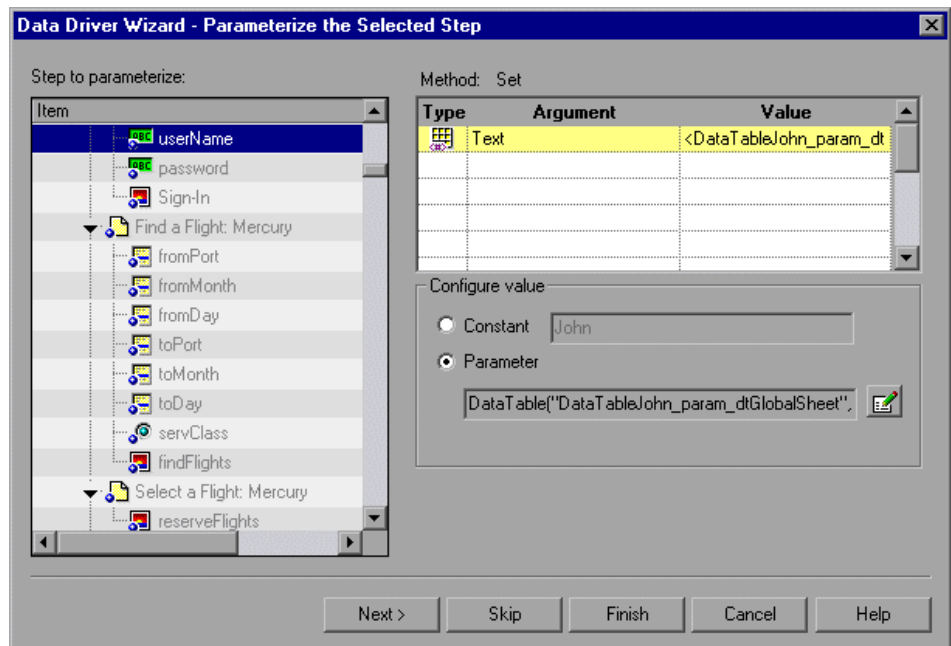 Data Driver Wizard - Parameterize the Selected Step
Step to parameterize:
Item
userName
password
Sign-In
Find a Flight: Mercury
fromPort
fromMonth
fromDay
toPort
toMonth
toDay
servClass
findFlights
Select a Flight: Mercury
reserveFlights
Method: Set
Type Argument Value
Text <DataTableJohn_param_dt
Configure value
Constant John
Parameter
DataTable("DataTableJohn_param_dtGlobalSheet",
Next > Skip Finish Cancel Help